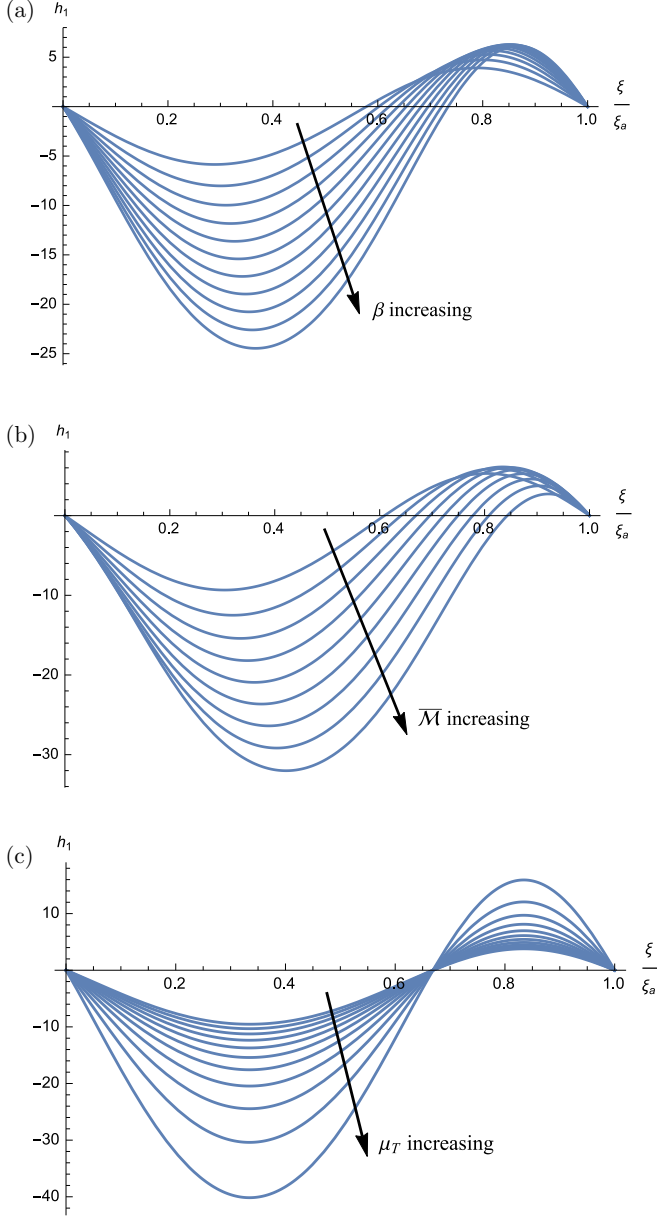 (a)
h₁
5
0.2 0.4 0.6 0.8 1.0
ξ
ξₐ
−5
−10
−15
−20
−25
β increasing
(b)
h₁
0.2 0.4 0.6 0.8 1.0
ξ
ξₐ
−10
−20
−30
M̅ increasing
(c)
h₁
10
0.2 0.4 0.6 0.8 1.0
ξ
ξₐ
−10
−20
−30
−40
μ_T increasing